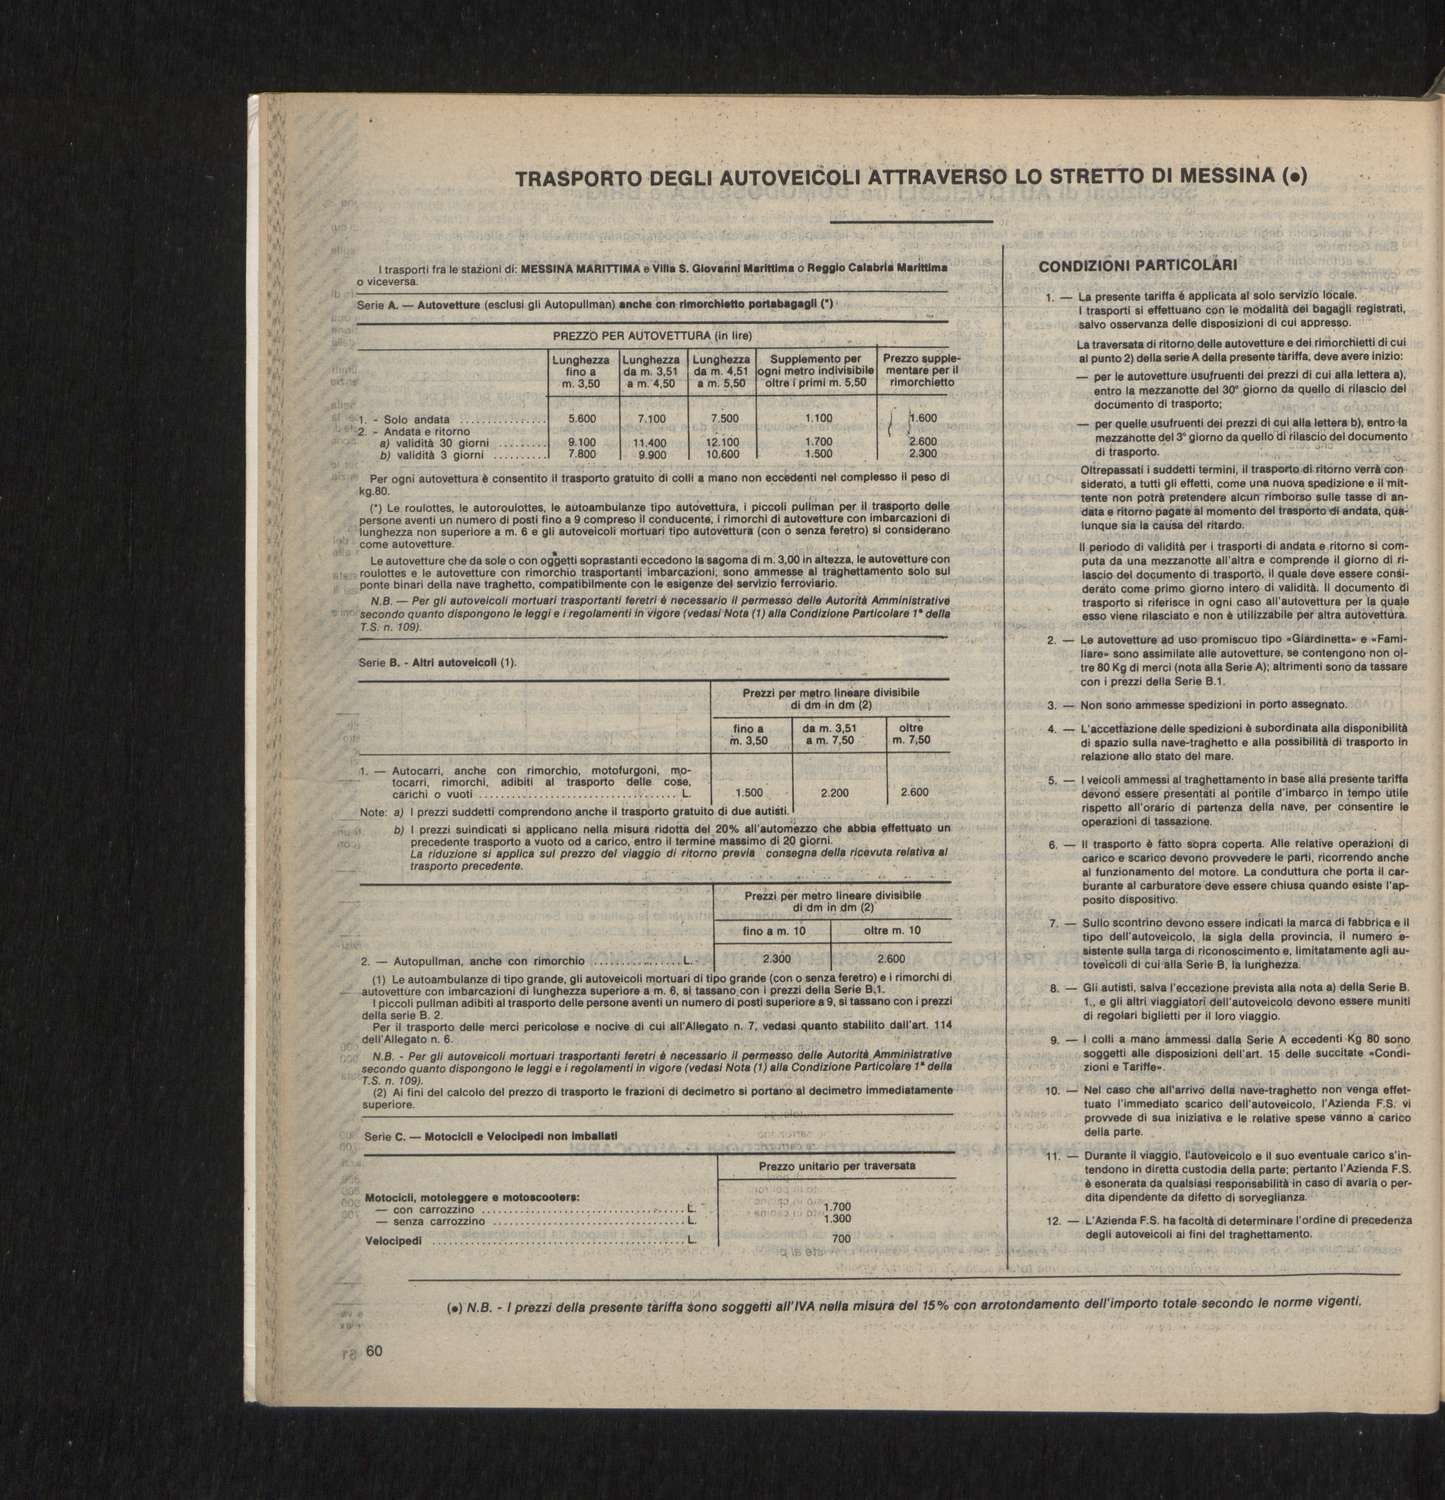 TRASPORTO DEGLI AUTOVEICOLI ATTRAVERSO LO STRETTO DI MESSINA (●)
I trasporti fra le stazioni di: MESSINA MARITTIMA e Villa S. Giovanni Marittima o Reggio Calabria Marittima
o viceversa.
Serie A. — Autovetture (esclusi gli Autopullman) anche con rimorchietto portabagagli (*)
PREZZO PER AUTOVETTURA (in lire)
Lunghezza fino a m. 3,50 | Lunghezza da m. 3,51 a m. 4,50 | Lunghezza da m. 4,51 a m. 5,50 | Supplemento per ogni metro indivisibile oltre i primi m. 5,50 | Prezzo supplementare per il rimorchietto
1. - Solo andata ................ 5.600 7.100 7.500 1.100 1.600
2. - Andata e ritorno
a) validità 30 giorni ......... 9.100 11.400 12.100 1.700 2.600
b) validità 3 giorni .......... 7.800 9.900 10.600 1.500 2.300
Per ogni autovettura è consentito il trasporto gratuito di colli a mano non eccedenti nel complesso il peso di
kg.80.
(*) Le roulottes, le autoroulottes, le autoambulanze tipo autovettura, i piccoli pullman per il trasporto delle
persone aventi un numero di posti fino a 9 compreso il conducente, i rimorchi di autovetture con imbarcazioni di
lunghezza non superiore a m. 6 e gli autoveicoli mortuari tipo autovettura (con o senza feretro) si considerano
come autovetture.
Le autovetture che da sole o con oggetti soprastanti eccedono la sagoma di m. 3,00 in altezza, le autovetture con
roulottes e le autovetture con rimorchio trasportanti imbarcazioni, sono ammesse al traghettamento solo sul
ponte binari della nave traghetto, compatibilmente con le esigenze del servizio ferroviario.
N.B. — Per gli autoveicoli mortuari trasportanti feretri è necessario il permesso delle Autorità Amministrative
secondo quanto dispongono le leggi e i regolamenti in vigore (vedasi Nota (1) alla Condizione Particolare 1ª della
T.S. n. 109).
Serie B. - Altri autoveicoli (1).
Prezzi per metro lineare divisibile
di dm in dm (2)
fino a m. 3,50 | da m. 3,51 a m. 7,50 | oltre m. 7,50
1. — Autocarri, anche con rimorchio, motofurgoni, mo-
tocarri, rimorchi, adibiti al trasporto delle cose,
carichi o vuoti .................................... L. 1.500 2.200 2.600
Note: a) I prezzi suddetti comprendono anche il trasporto gratuito di due autisti.
b) I prezzi suindicati si applicano nella misura ridotta del 20% all'automezzo che abbia effettuato un
precedente trasporto a vuoto od a carico, entro il termine massimo di 20 giorni.
La riduzione si applica sul prezzo del viaggio di ritorno previa consegna della ricevuta relativa al
trasporto precedente.
Prezzi per metro lineare divisibile
di dm in dm (2)
fino a m. 10 | oltre m. 10
2. — Autopullman, anche con rimorchio ................ L. 2.300 2.600
(1) Le autoambulanze di tipo grande, gli autoveicoli mortuari di tipo grande (con o senza feretro) e i rimorchi di
autovetture con imbarcazioni di lunghezza superiore a m. 6, si tassano con i prezzi della Serie B.1.
I piccoli pullman adibiti al trasporto delle persone aventi un numero di posti superiore a 9, si tassano con i prezzi
della serie B. 2.
Per il trasporto delle merci pericolose e nocive di cui all'Allegato n. 7, vedasi quanto stabilito dall'art. 114
dell'Allegato n. 6.
N.B. - Per gli autoveicoli mortuari trasportanti feretri è necessario il permesso delle Autorità Amministrative
secondo quanto dispongono le leggi e i regolamenti in vigore (vedasi Nota (1) alla Condizione Particolare 1ª della
T.S. n. 109).
(2) Ai fini del calcolo del prezzo di trasporto le frazioni di decimetro si portano al decimetro immediatamente
superiore.
Serie C. — Motocicli e Velocipedi non imballati
Prezzo unitario per traversata
Motocicli, motoleggere e motoscooters:
— con carrozzino .................................... L. 1.700
— senza carrozzino .................................. L. 1.300
Velocipedi ............................................ L. 700
CONDIZIONI PARTICOLARI
1. — La presente tariffa è applicata al solo servizio locale.
I trasporti si effettuano con le modalità dei bagagli registrati,
salvo osservanza delle disposizioni di cui appresso.
La traversata di ritorno delle autovetture e dei rimorchietti di cui
al punto 2) della serie A della presente tariffa, deve avere inizio:
— per le autovetture usufruenti dei prezzi di cui alla lettera a),
entro la mezzanotte del 30° giorno da quello di rilascio del
documento di trasporto;
— per quelle usufruenti dei prezzi di cui alla lettera b), entro la
mezzanotte del 3° giorno da quello di rilascio del documento
di trasporto.
Oltrepassati i suddetti termini, il trasporto di ritorno verrà con
siderato, a tutti gli effetti, come una nuova spedizione e il mit-
tente non potrà pretendere alcun rimborso sulle tasse di an-
data e ritorno pagate al momento del trasporto di andata, qua-
lunque sia la causa del ritardo.
Il periodo di validità per i trasporti di andata e ritorno si com-
puta da una mezzanotte all'altra e comprende il giorno di ri-
lascio del documento di trasporto, il quale deve essere consi-
derato come primo giorno intero di validità. Il documento di
trasporto si riferisce in ogni caso all'autovettura per la quale
esso viene rilasciato e non è utilizzabile per altra autovettura.
2. — Le autovetture ad uso promiscuo tipo «Giardinetta» e «Fami-
liare» sono assimilate alle autovetture, se contengono non ol-
tre 80 Kg di merci (nota alla Serie A); altrimenti sono da tassare
con i prezzi della Serie B.1.
3. — Non sono ammesse spedizioni in porto assegnato.
4. — L'accettazione delle spedizioni è subordinata alla disponibilità
di spazio sulla nave-traghetto e alla possibilità di trasporto in
relazione allo stato del mare.
5. — I veicoli ammessi al traghettamento in base alla presente tariffa
devono essere presentati al pontile d'imbarco in tempo utile
rispetto all'orario di partenza della nave, per consentire le
operazioni di tassazione.
6. — Il trasporto è fatto sopra coperta. Alle relative operazioni di
carico e scarico devono provvedere le parti, ricorrendo anche
al funzionamento del motore. La conduttura che porta il car-
burante al carburatore deve essere chiusa quando esiste l'ap-
posito dispositivo.
7. — Sullo scontrino devono essere indicati la marca di fabbrica e il
tipo dell'autoveicolo, la sigla della provincia, il numero e-
sistente sulla targa di riconoscimento e, limitatamente agli au-
toveicoli di cui alla Serie B, la lunghezza.
8. — Gli autisti, salva l'eccezione prevista alla nota a) della Serie B.
1., e gli altri viaggiatori dell'autoveicolo devono essere muniti
di regolari biglietti per il loro viaggio.
9. — I colli a mano ammessi dalla Serie A eccedenti Kg 80 sono
soggetti alle disposizioni dell'art. 15 delle succitate «Condi-
zioni e Tariffe».
10. — Nel caso che all'arrivo della nave-traghetto non venga effet-
tuato l'immediato scarico dell'autoveicolo, l'Azienda F.S. vi
provvede di sua iniziativa e le relative spese vanno a carico
della parte.
11. — Durante il viaggio, l'autoveicolo e il suo eventuale carico s'in-
tendono in diretta custodia della parte; pertanto l'Azienda F.S.
è esonerata da qualsiasi responsabilità in caso di avaria o per-
dita dipendente da difetto di sorveglianza.
12. — L'Azienda F.S. ha facoltà di determinare l'ordine di precedenza
degli autoveicoli ai fini del traghettamento.
(●) N.B. - I prezzi della presente tariffa sono soggetti all'IVA nella misura del 15% con arrotondamento dell'importo totale secondo le norme vigenti.
60